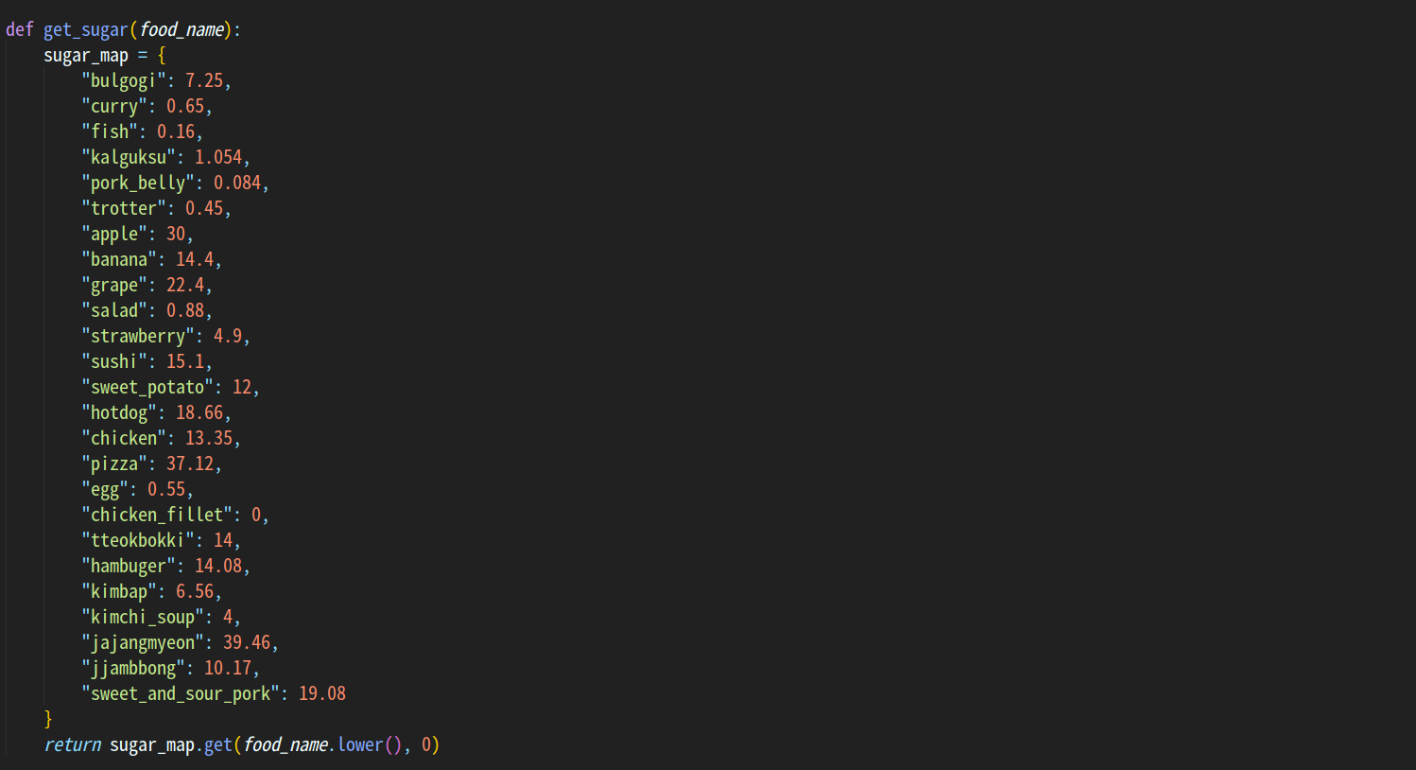 def get_sugar(food_name):
    sugar_map = {
        "bulgogi": 7.25,
        "curry": 0.65,
        "fish": 0.16,
        "kalguksu": 1.054,
        "pork_belly": 0.084,
        "trotter": 0.45,
        "apple": 30,
        "banana": 14.4,
        "grape": 22.4,
        "salad": 0.88,
        "strawberry": 4.9,
        "sushi": 15.1,
        "sweet_potato": 12,
        "hotdog": 18.66,
        "chicken": 13.35,
        "pizza": 37.12,
        "egg": 0.55,
        "chicken_fillet": 0,
        "tteokbokki": 14,
        "hambuger": 14.08,
        "kimbap": 6.56,
        "kimchi_soup": 4,
        "jajangmyeon": 39.46,
        "jjambbong": 10.17,
        "sweet_and_sour_pork": 19.08
    }
    return sugar_map.get(food_name.lower(), 0)